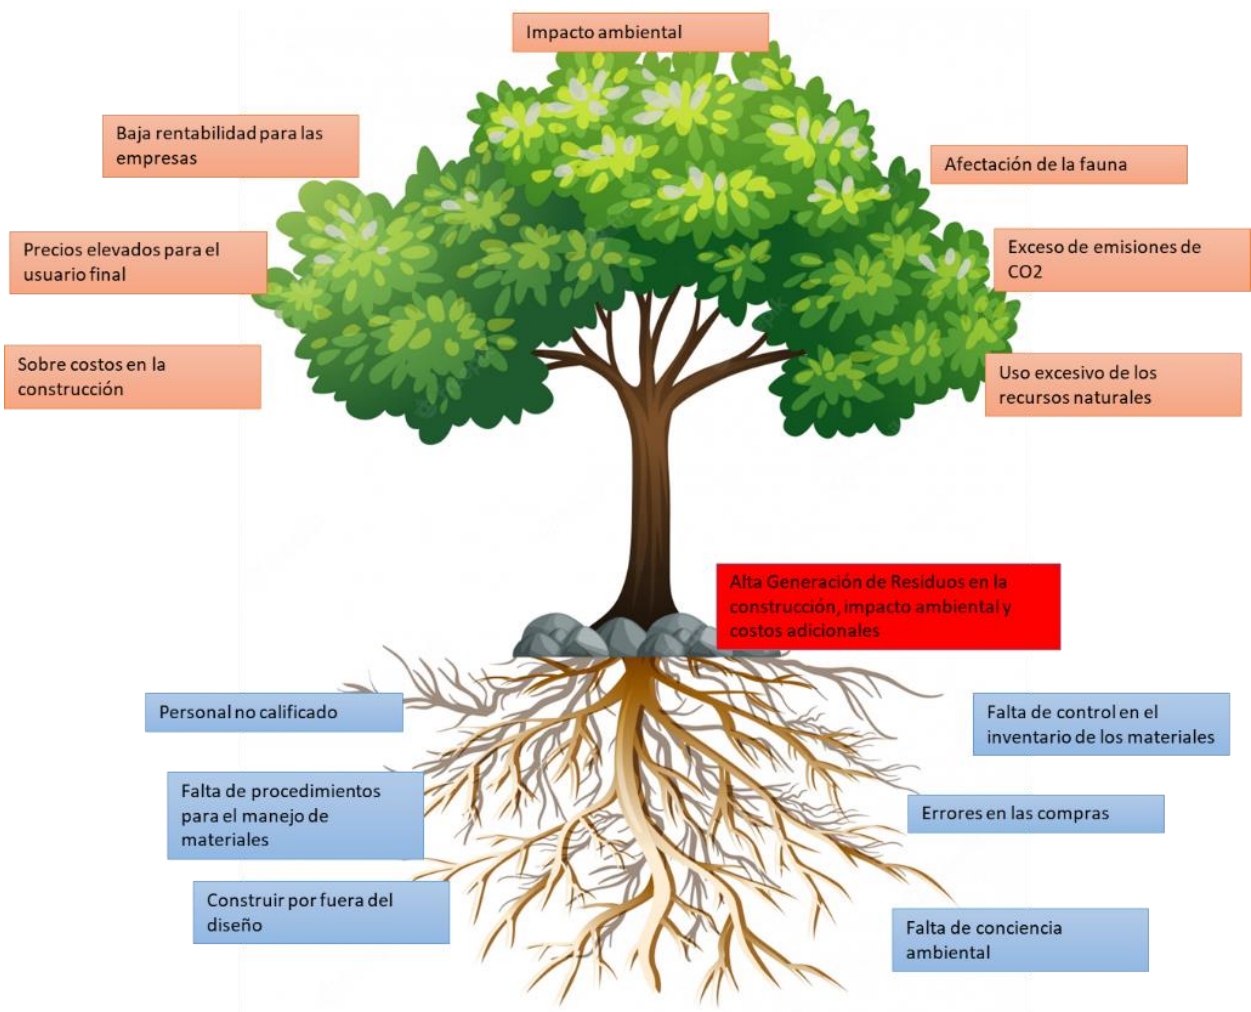 Impacto ambiental
Baja rentabilidad para las
empresas
Afectación de la fauna
Precios elevados para el
usuario final
Exceso de emisiones de
CO2
Sobre costos en la
construcción
Uso excesivo de los
recursos naturales
Alta Generación de Residuos en la
construcción, impacto ambiental y
costos adicionales
Personal no calificado
Falta de control en el
inventario de los materiales
Falta de procedimientos
para el manejo de
materiales
Errores en las compras
Construir por fuera del
diseño
Falta de conciencia
ambiental